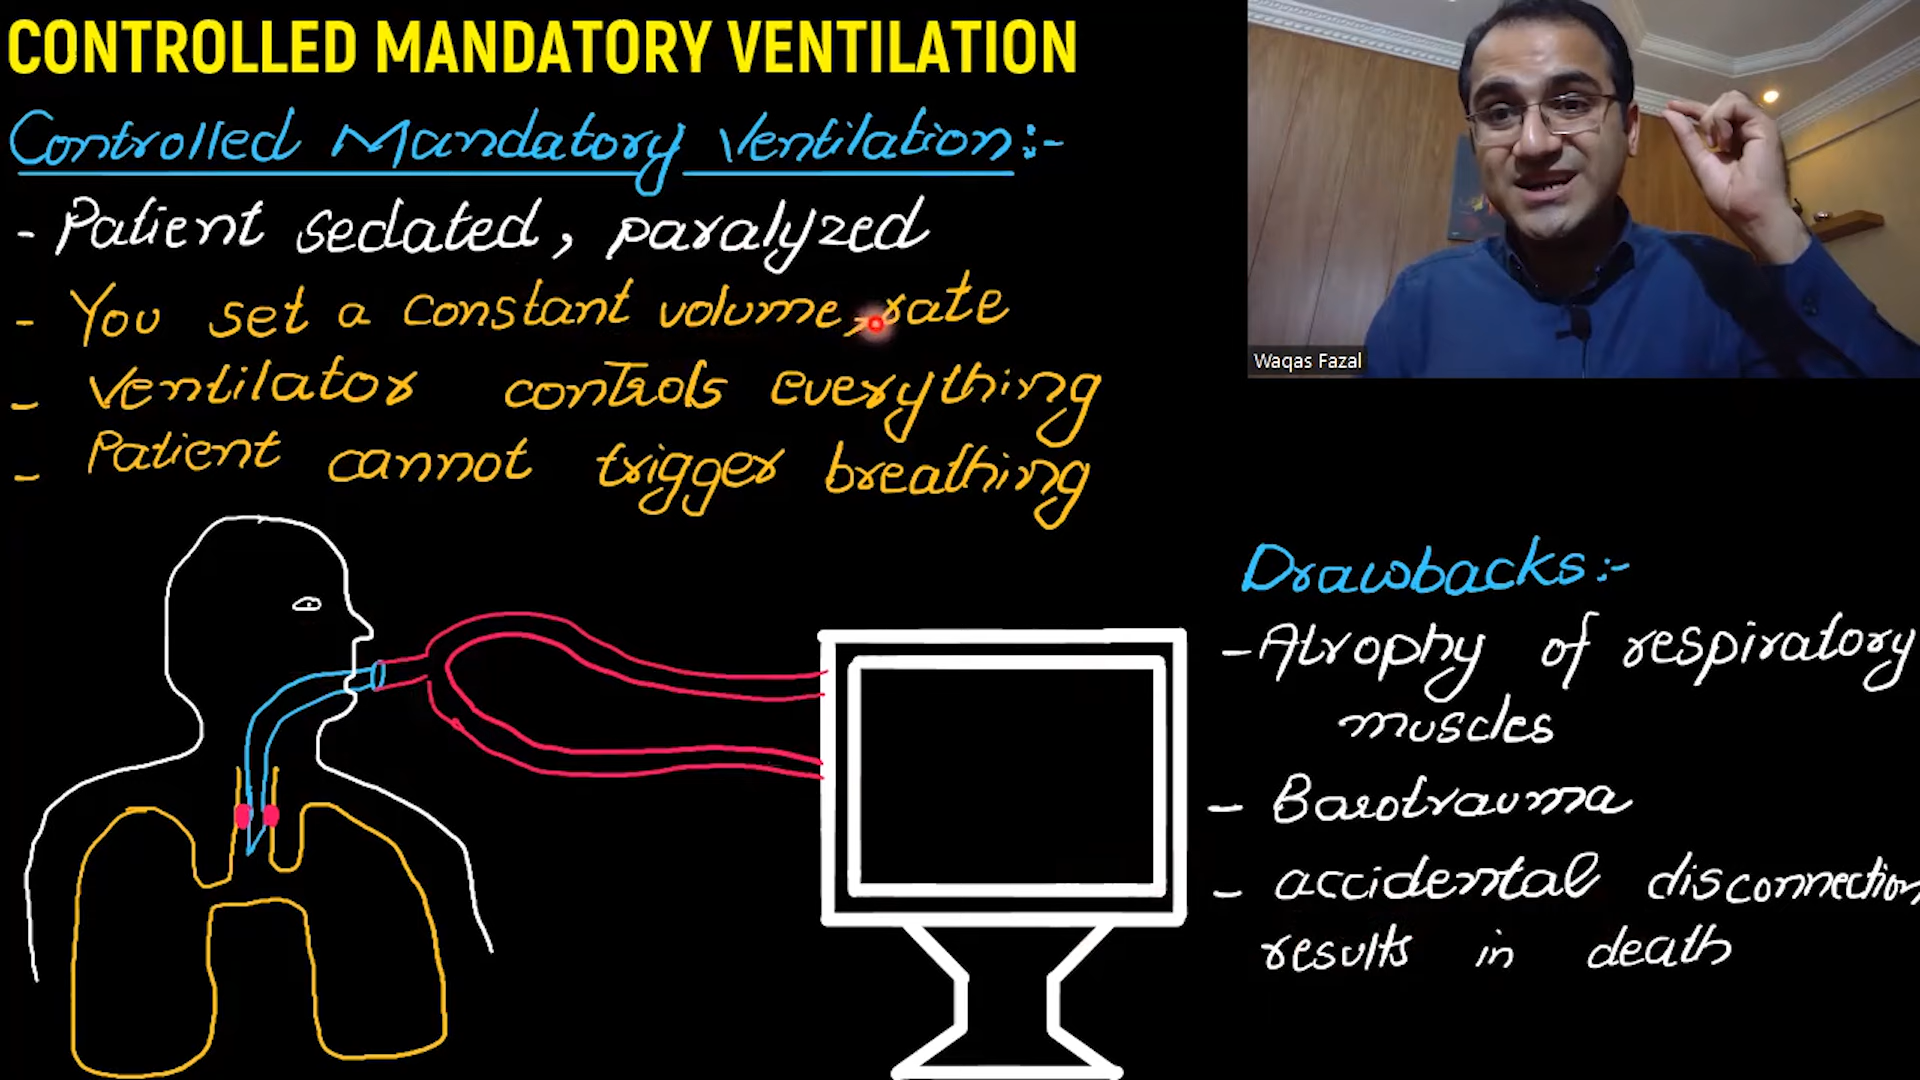 CONTROLLED MANDATORY VENTILATION
Controlled Mandatory Ventilation:-
- Patient sedated, paralyzed
- You set a constant volume, rate
- Ventilator controls everything
- Patient cannot trigger breathing
Waqas Fazal
Drawbacks:-
- Atrophy of respiratory
muscles
- Barotrauma
- accidental disconnection
results in death